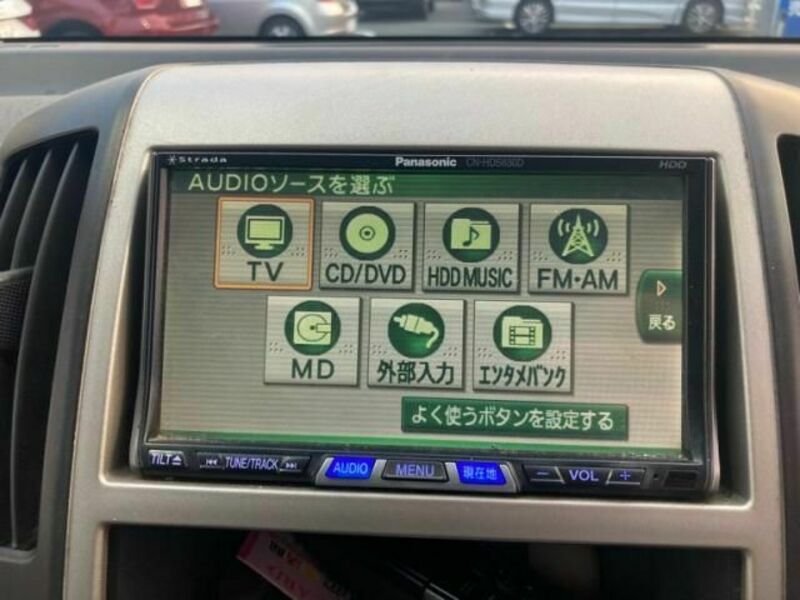 Strada Panasonic CN-HDS630D HDD
AUDIOソースを選ぶ
TV CD/DVD HDD MUSIC FM・AM
戻る
MD 外部入力 エンタメバンク
よく使うボタンを設定する
TILT TUNE/TRACK AUDIO MENU 現在地 − VOL +